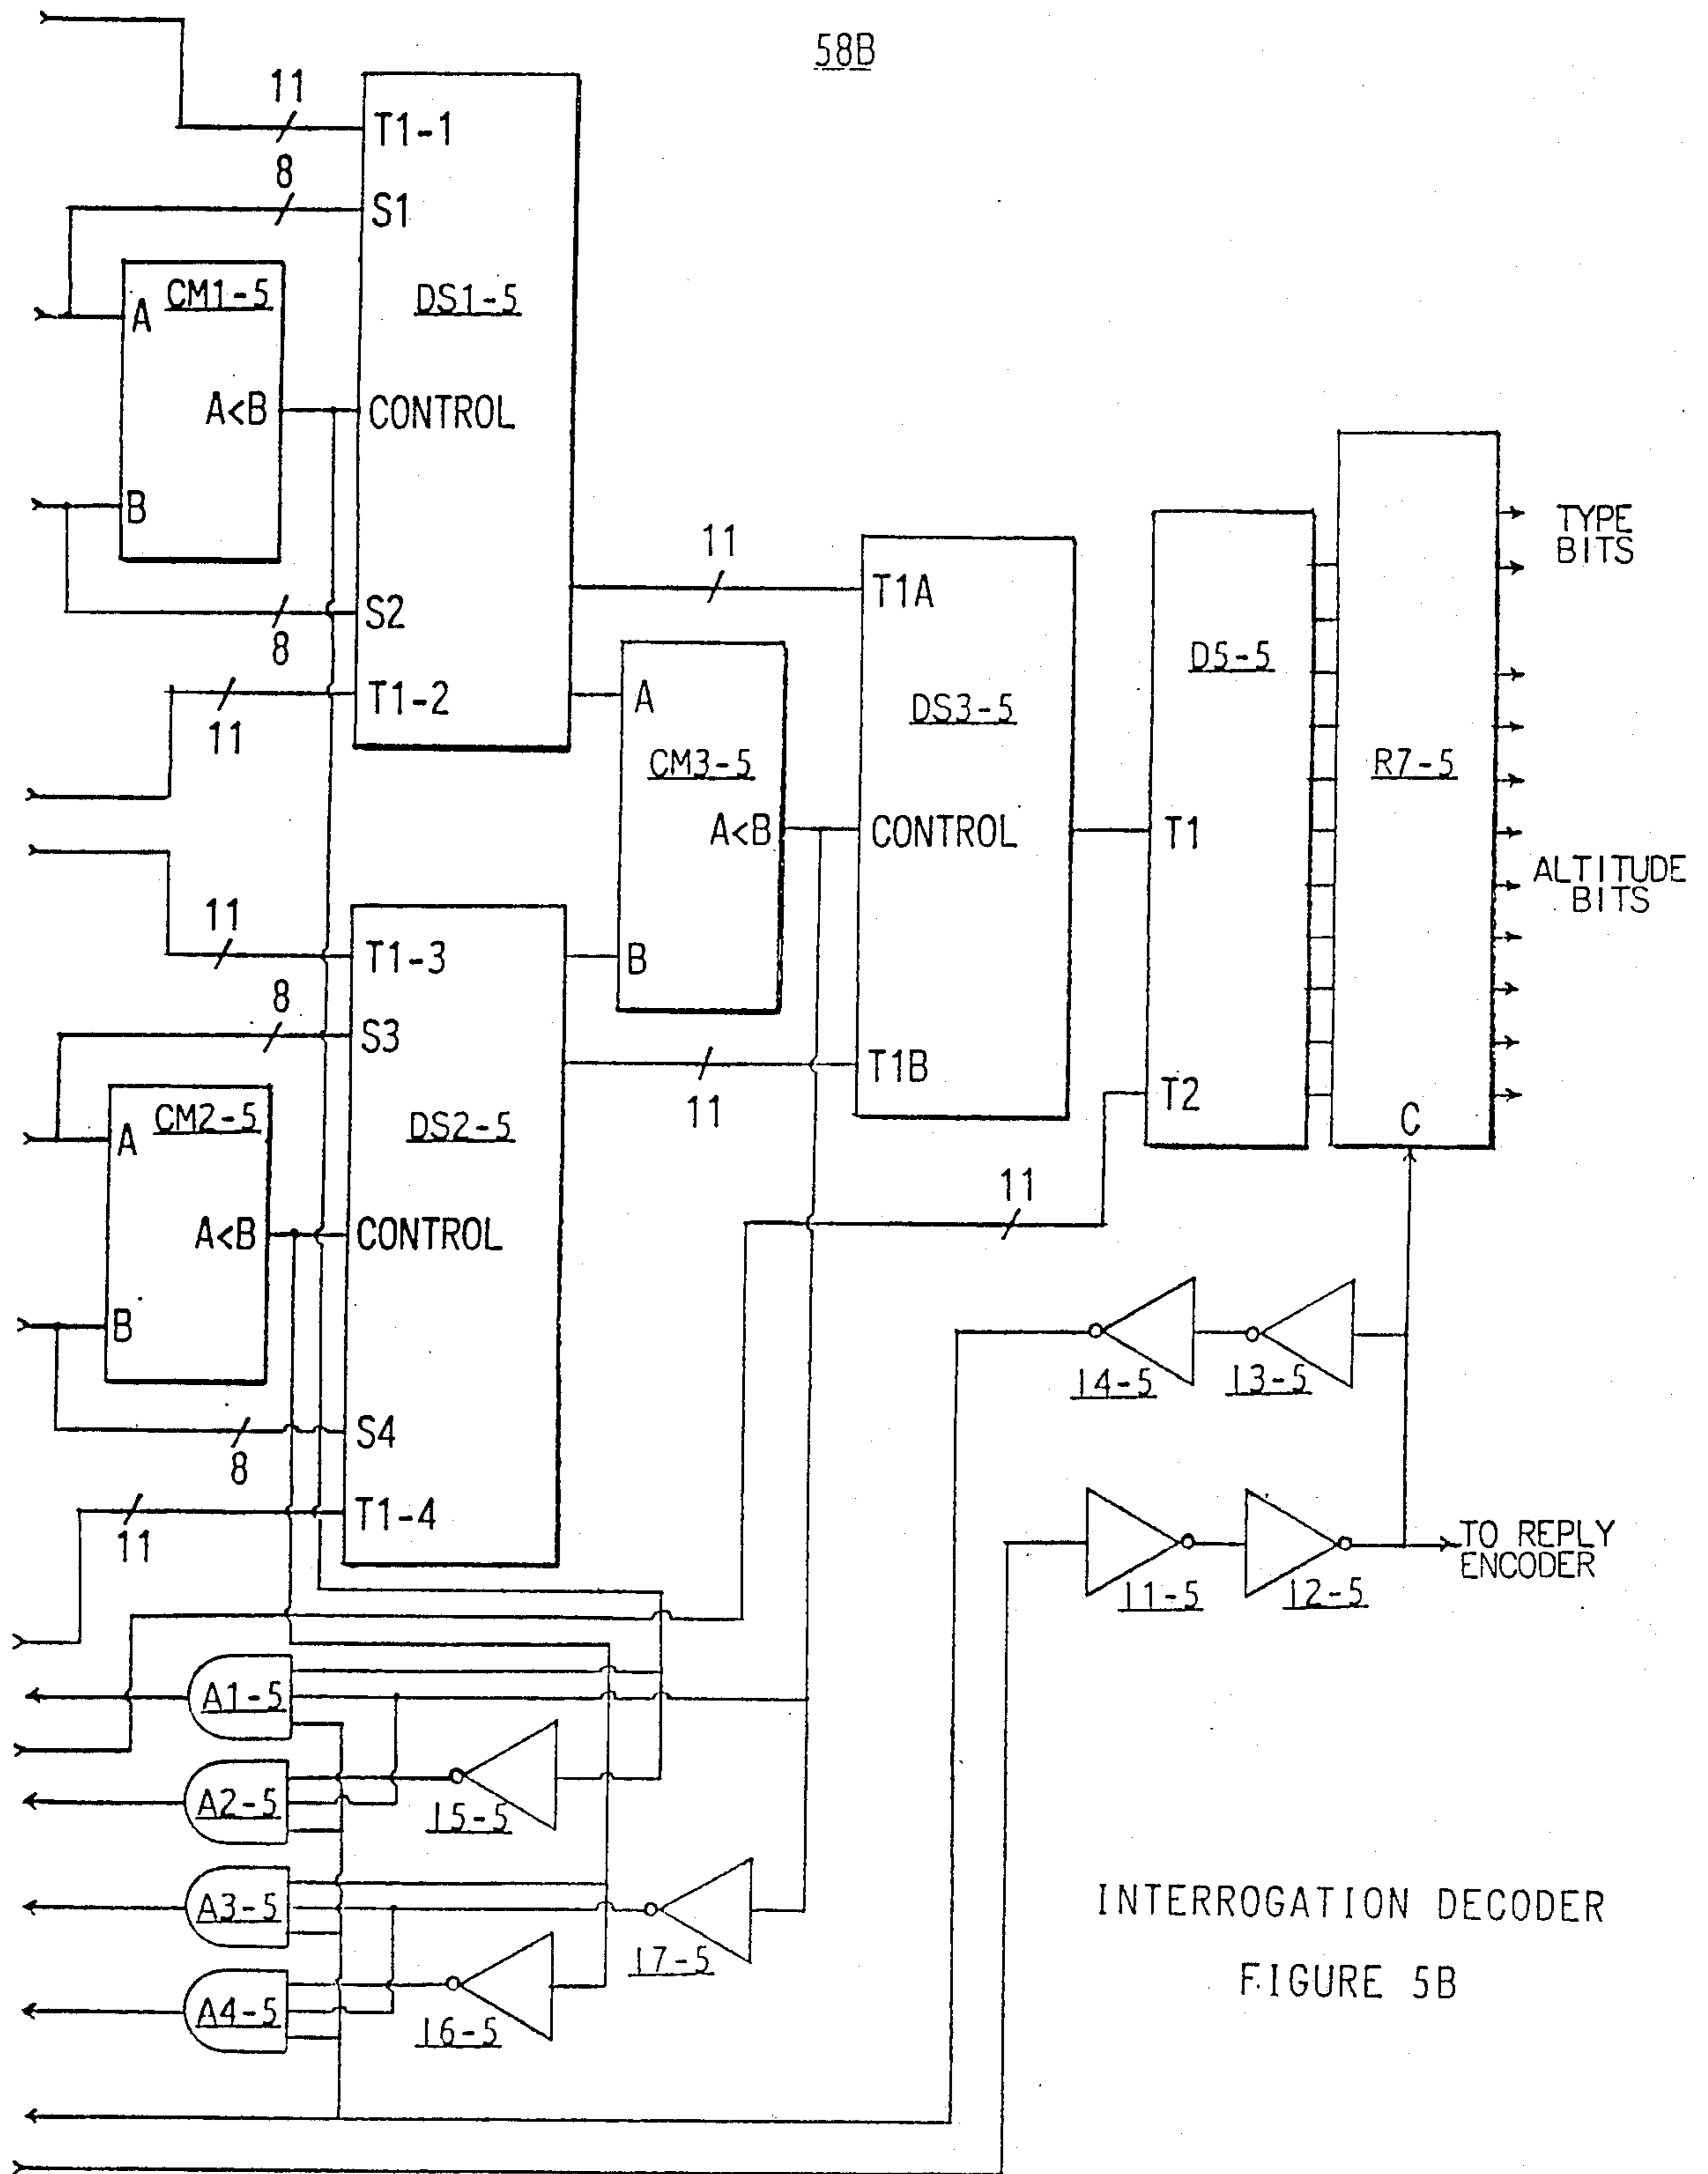 58B
11
T1-1
8
S1
CM1-5
A
A<B
B
DS1-5
CONTROL
S2
8
T1-2
11
11
T1-3
8
S3
CM2-5
A
A<B
B
DS2-5
CONTROL
S4
8
T1-4
11
11
A
CM3-5
A<B
B
11
T1A
DS3-5
CONTROL
T1B
11
D5-5
T1
T2
R7-5
C
TYPE
BITS
ALTITUDE
BITS
I4-5
I3-5
I1-5
I2-5
TO REPLY
ENCODER
A1-5
A2-5
I5-5
A3-5
I7-5
A4-5
I6-5
INTERROGATION DECODER
FIGURE 5B